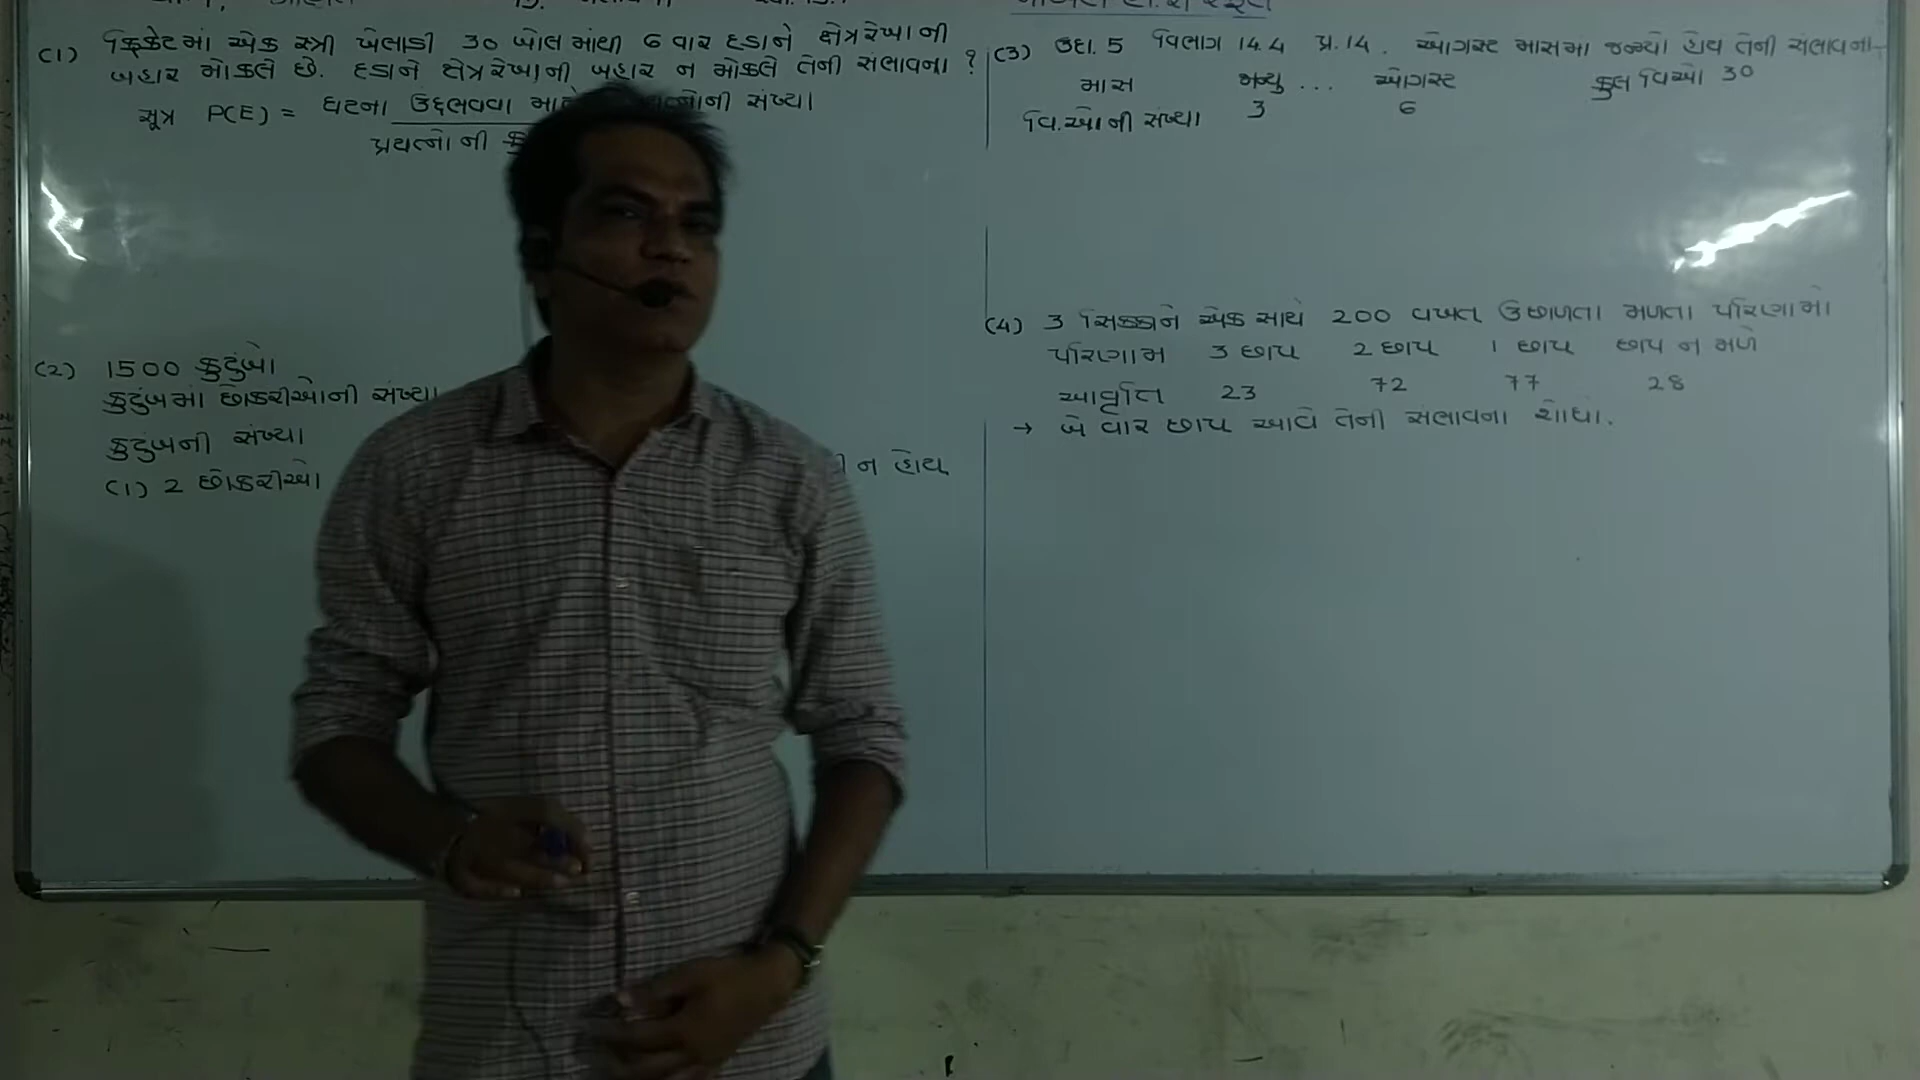 (1) ક્રિકેટમાં એક સ્ત્રી ખેલાડી 30 બોલમાંથી 6 વાર દડાને ક્ષેત્રરેખાની
બહાર મોકલે છે. દડાને ક્ષેત્રરેખાની બહાર ન મોકલે તેની સંભાવના ?
સૂત્ર P(E) = ઘટના ઉદ્દભવવા ની સંખ્યા
પ્રયત્નોની
(2) 1500 કુટુંબો
કુટુંબમાં છોકરીઓની સંખ્યા
કુટુંબની સંખ્યા
(1) 2 છોકરીઓ ન હોય
(3) ઉદા. 5 વિભાગ 14.4 પ્ર.14. ઓગસ્ટ માસમાં જન્મ્યો હોય તેની સંભાવના
માસ જાન્યુ ... ઓગસ્ટ કુલ વિ.ઓ 30
વિ.ઓની સંખ્યા 3 6
(4) 3 સિક્કાને એક સાથે 200 વખત ઉછાળતા મળતા પરિણામો
પરિણામ 3 છાપ 2 છાપ 1 છાપ છાપ ન મળે
આવૃત્તિ 23 72 77 28
→ બે વાર છાપ આવે તેની સંભાવના શોધો.